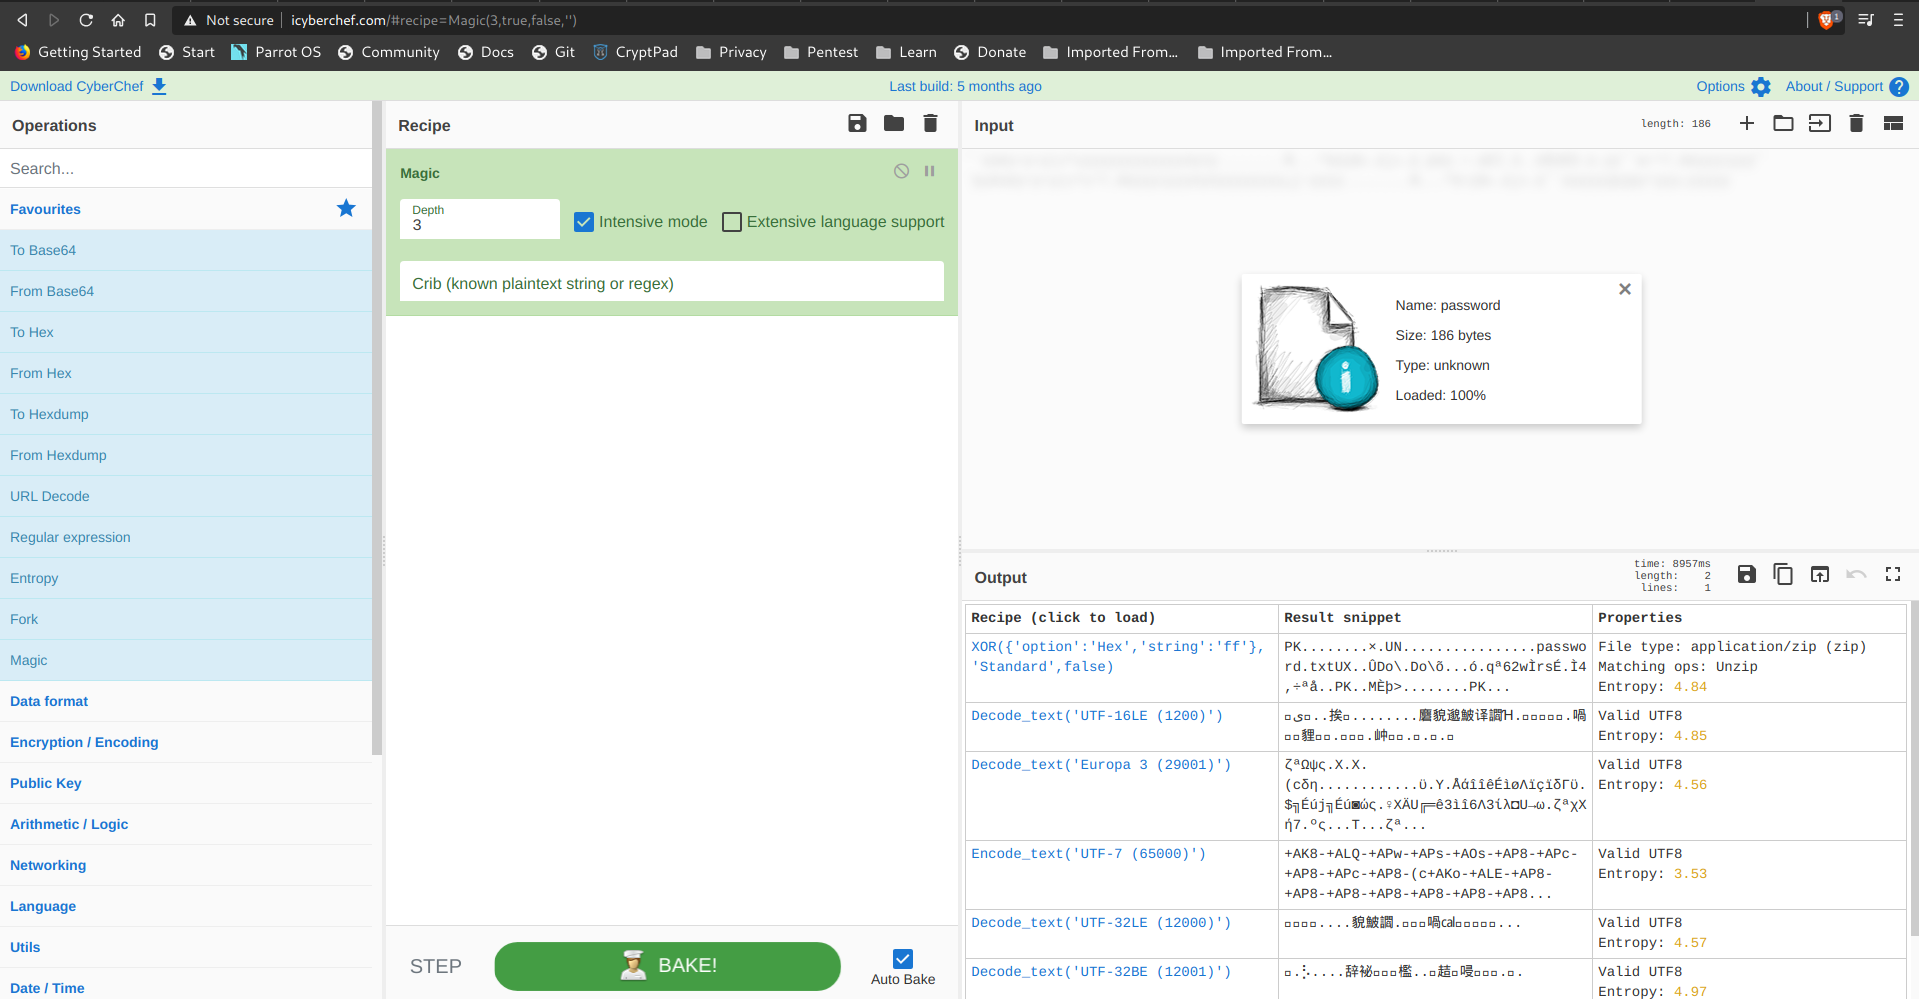 Not secure icyberchef.com/#recipe=Magic(3,true,false,'')
1
Getting Started Start Parrot OS Community Docs Git CryptPad Privacy Pentest Learn Donate Imported From... Imported From...
Download CyberChef
Last build: 5 months ago
Options About / Support
Operations
Search...
Favourites
To Base64
From Base64
To Hex
From Hex
To Hexdump
From Hexdump
URL Decode
Regular expression
Entropy
Fork
Magic
Data format
Encryption / Encoding
Public Key
Arithmetic / Logic
Networking
Language
Utils
Date / Time
Recipe
Magic
Depth
3
Intensive mode
Extensive language support
Crib (known plaintext string or regex)
STEP
BAKE!
Auto Bake
Input
length: 186
Name: password
Size: 186 bytes
Type: unknown
Loaded: 100%
Output
time: 8957ms
length: 2
lines: 1
Recipe (click to load) Result snippet Properties
XOR({'option':'Hex','string':'ff'},
'Standard',false)
PK........×.UN................passwo
rd.txtUX..ÛDo\.Do\õ...ó.qª62wÌrsÉ.Ì4
,÷ªå..PK..MÈþ>........PK...
File type: application/zip (zip)
Matching ops: Unzip
Entropy: 4.84
Decode_text('UTF-16LE (1200)')
Valid UTF8
Entropy: 4.85
Decode_text('Europa 3 (29001)')
Valid UTF8
Entropy: 4.56
Encode_text('UTF-7 (65000)')
+AK8-+ALQ-+APw-+APs-+AOs-+AP8-+APc-
+AP8-+APc-+AP8-(c+AKo-+ALE-+AP8-
+AP8-+AP8-+AP8-+AP8-+AP8-+AP8...
Valid UTF8
Entropy: 3.53
Decode_text('UTF-32LE (12000)')
Valid UTF8
Entropy: 4.57
Decode_text('UTF-32BE (12001)')
Valid UTF8
Entropy: 4.97